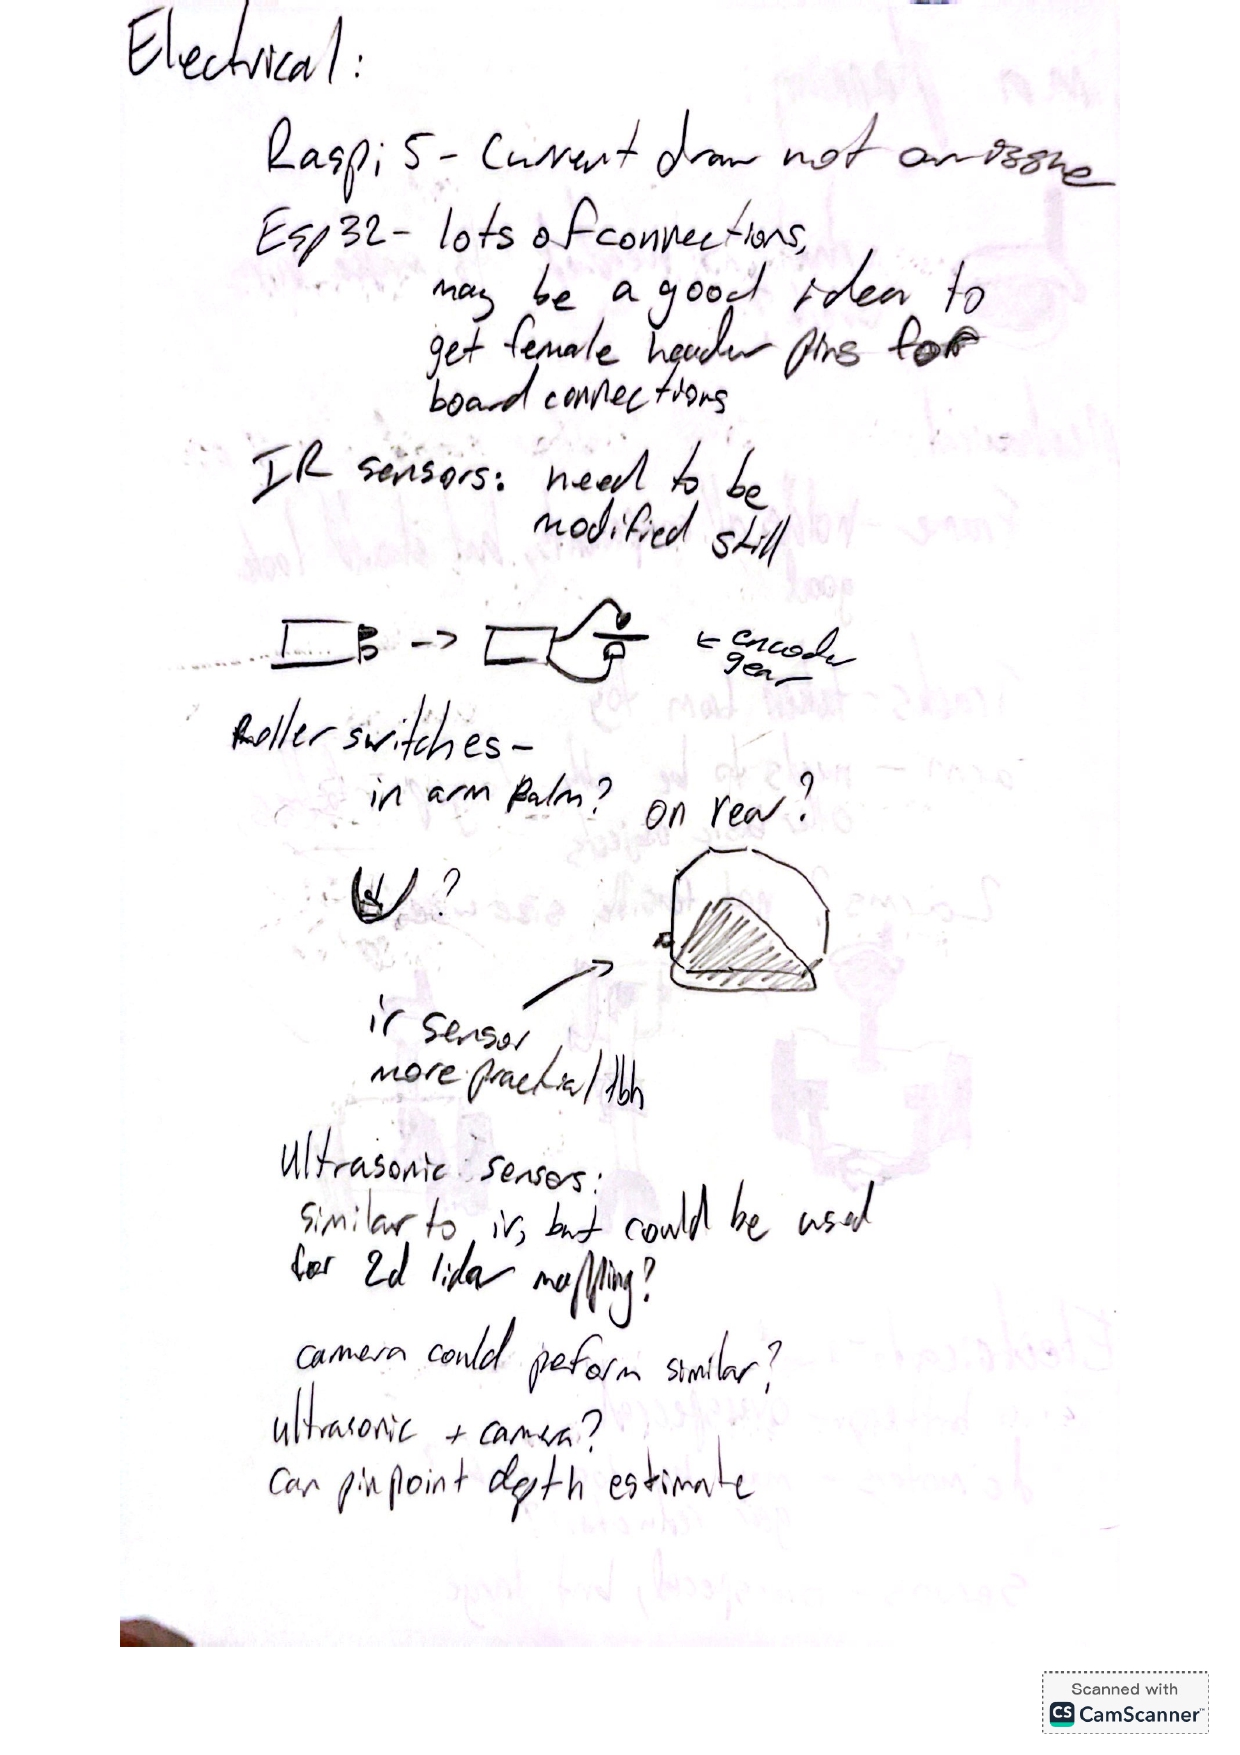 Electrical:
Raspi 5 - Current draw not an issue
Esp32 - lots of connections,
may be a good idea to
get female header pins for
board connections
IR sensors: need to be
modified still
-> ← encoder
gear
Roller switches -
in arm palm? on rear?
?
ir sensor
more practical tbh
Ultrasonic sensors:
similar to ir, but could be used
for 2d lidar mapping?
camera could peform similar?
ultrasonic + camera?
can pinpoint depth estimate
Scanned with
CS CamScanner